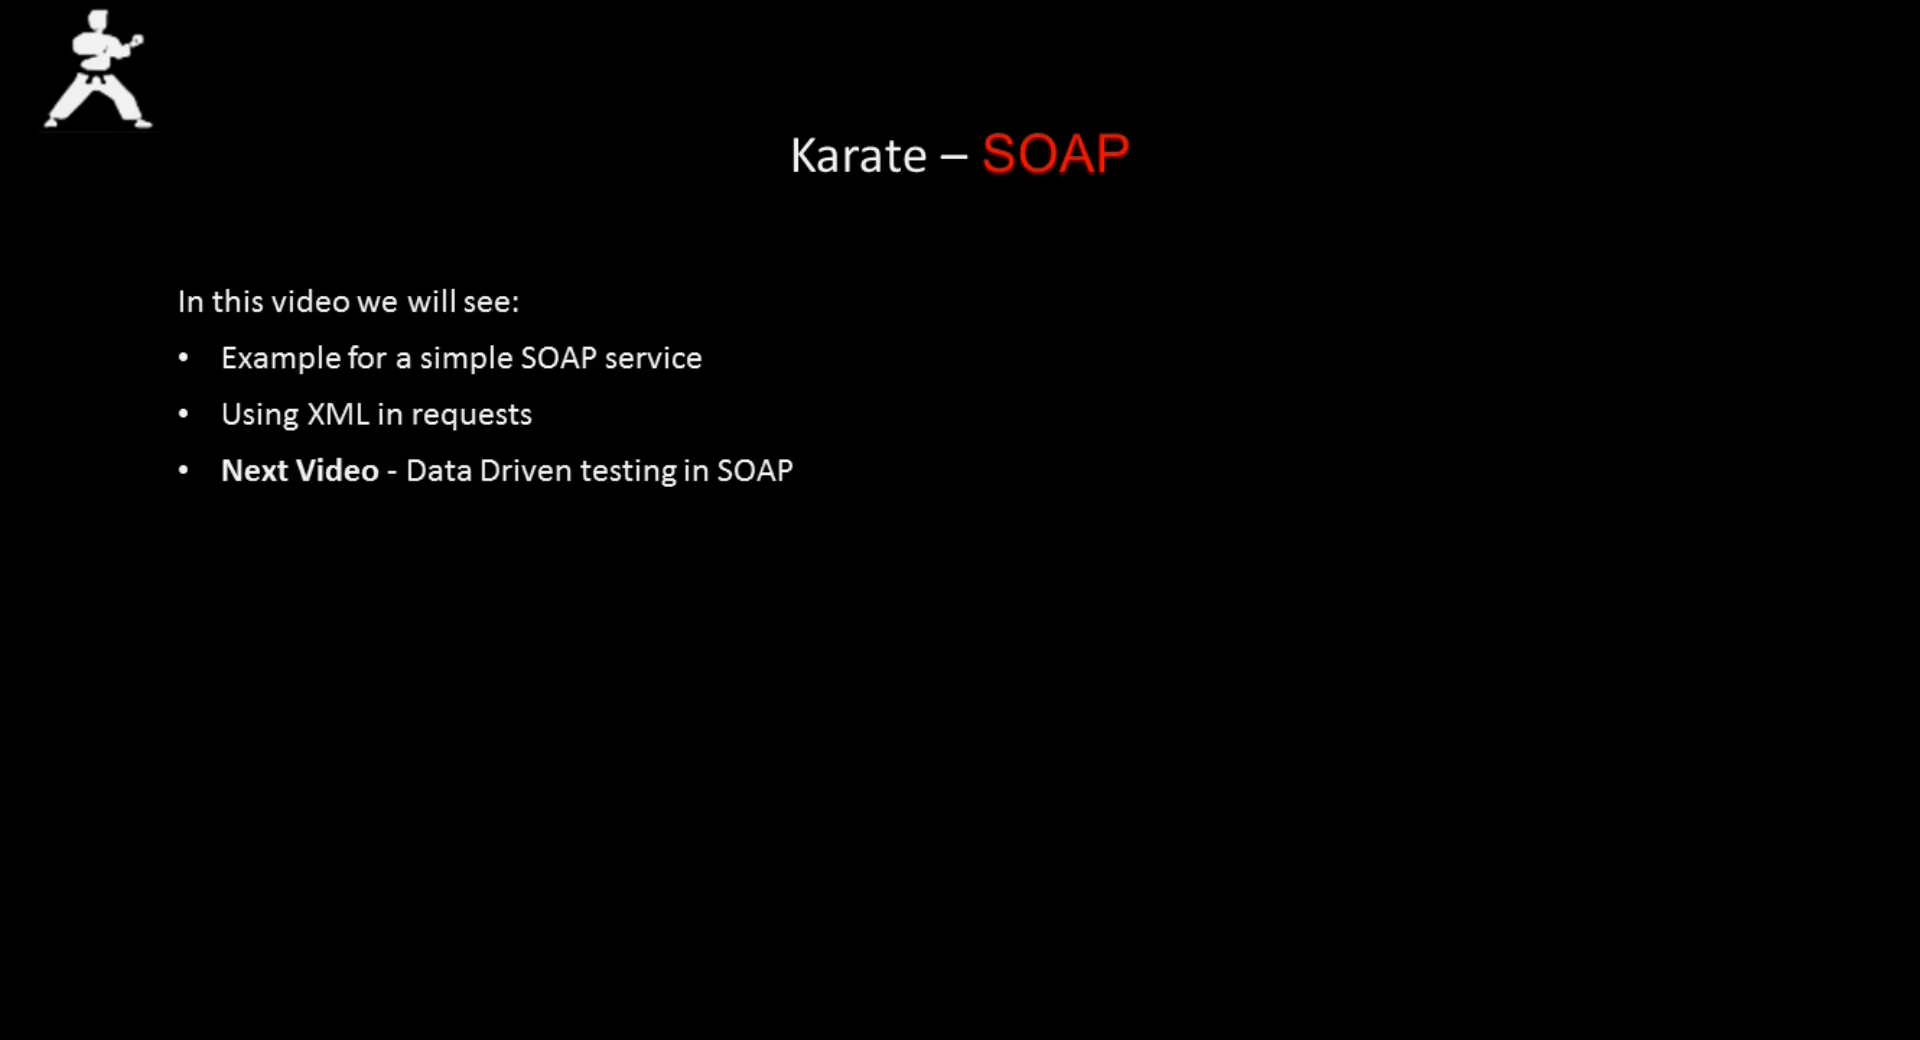 Karate – SOAP
In this video we will see:
• Example for a simple SOAP service
• Using XML in requests
• Next Video - Data Driven testing in SOAP